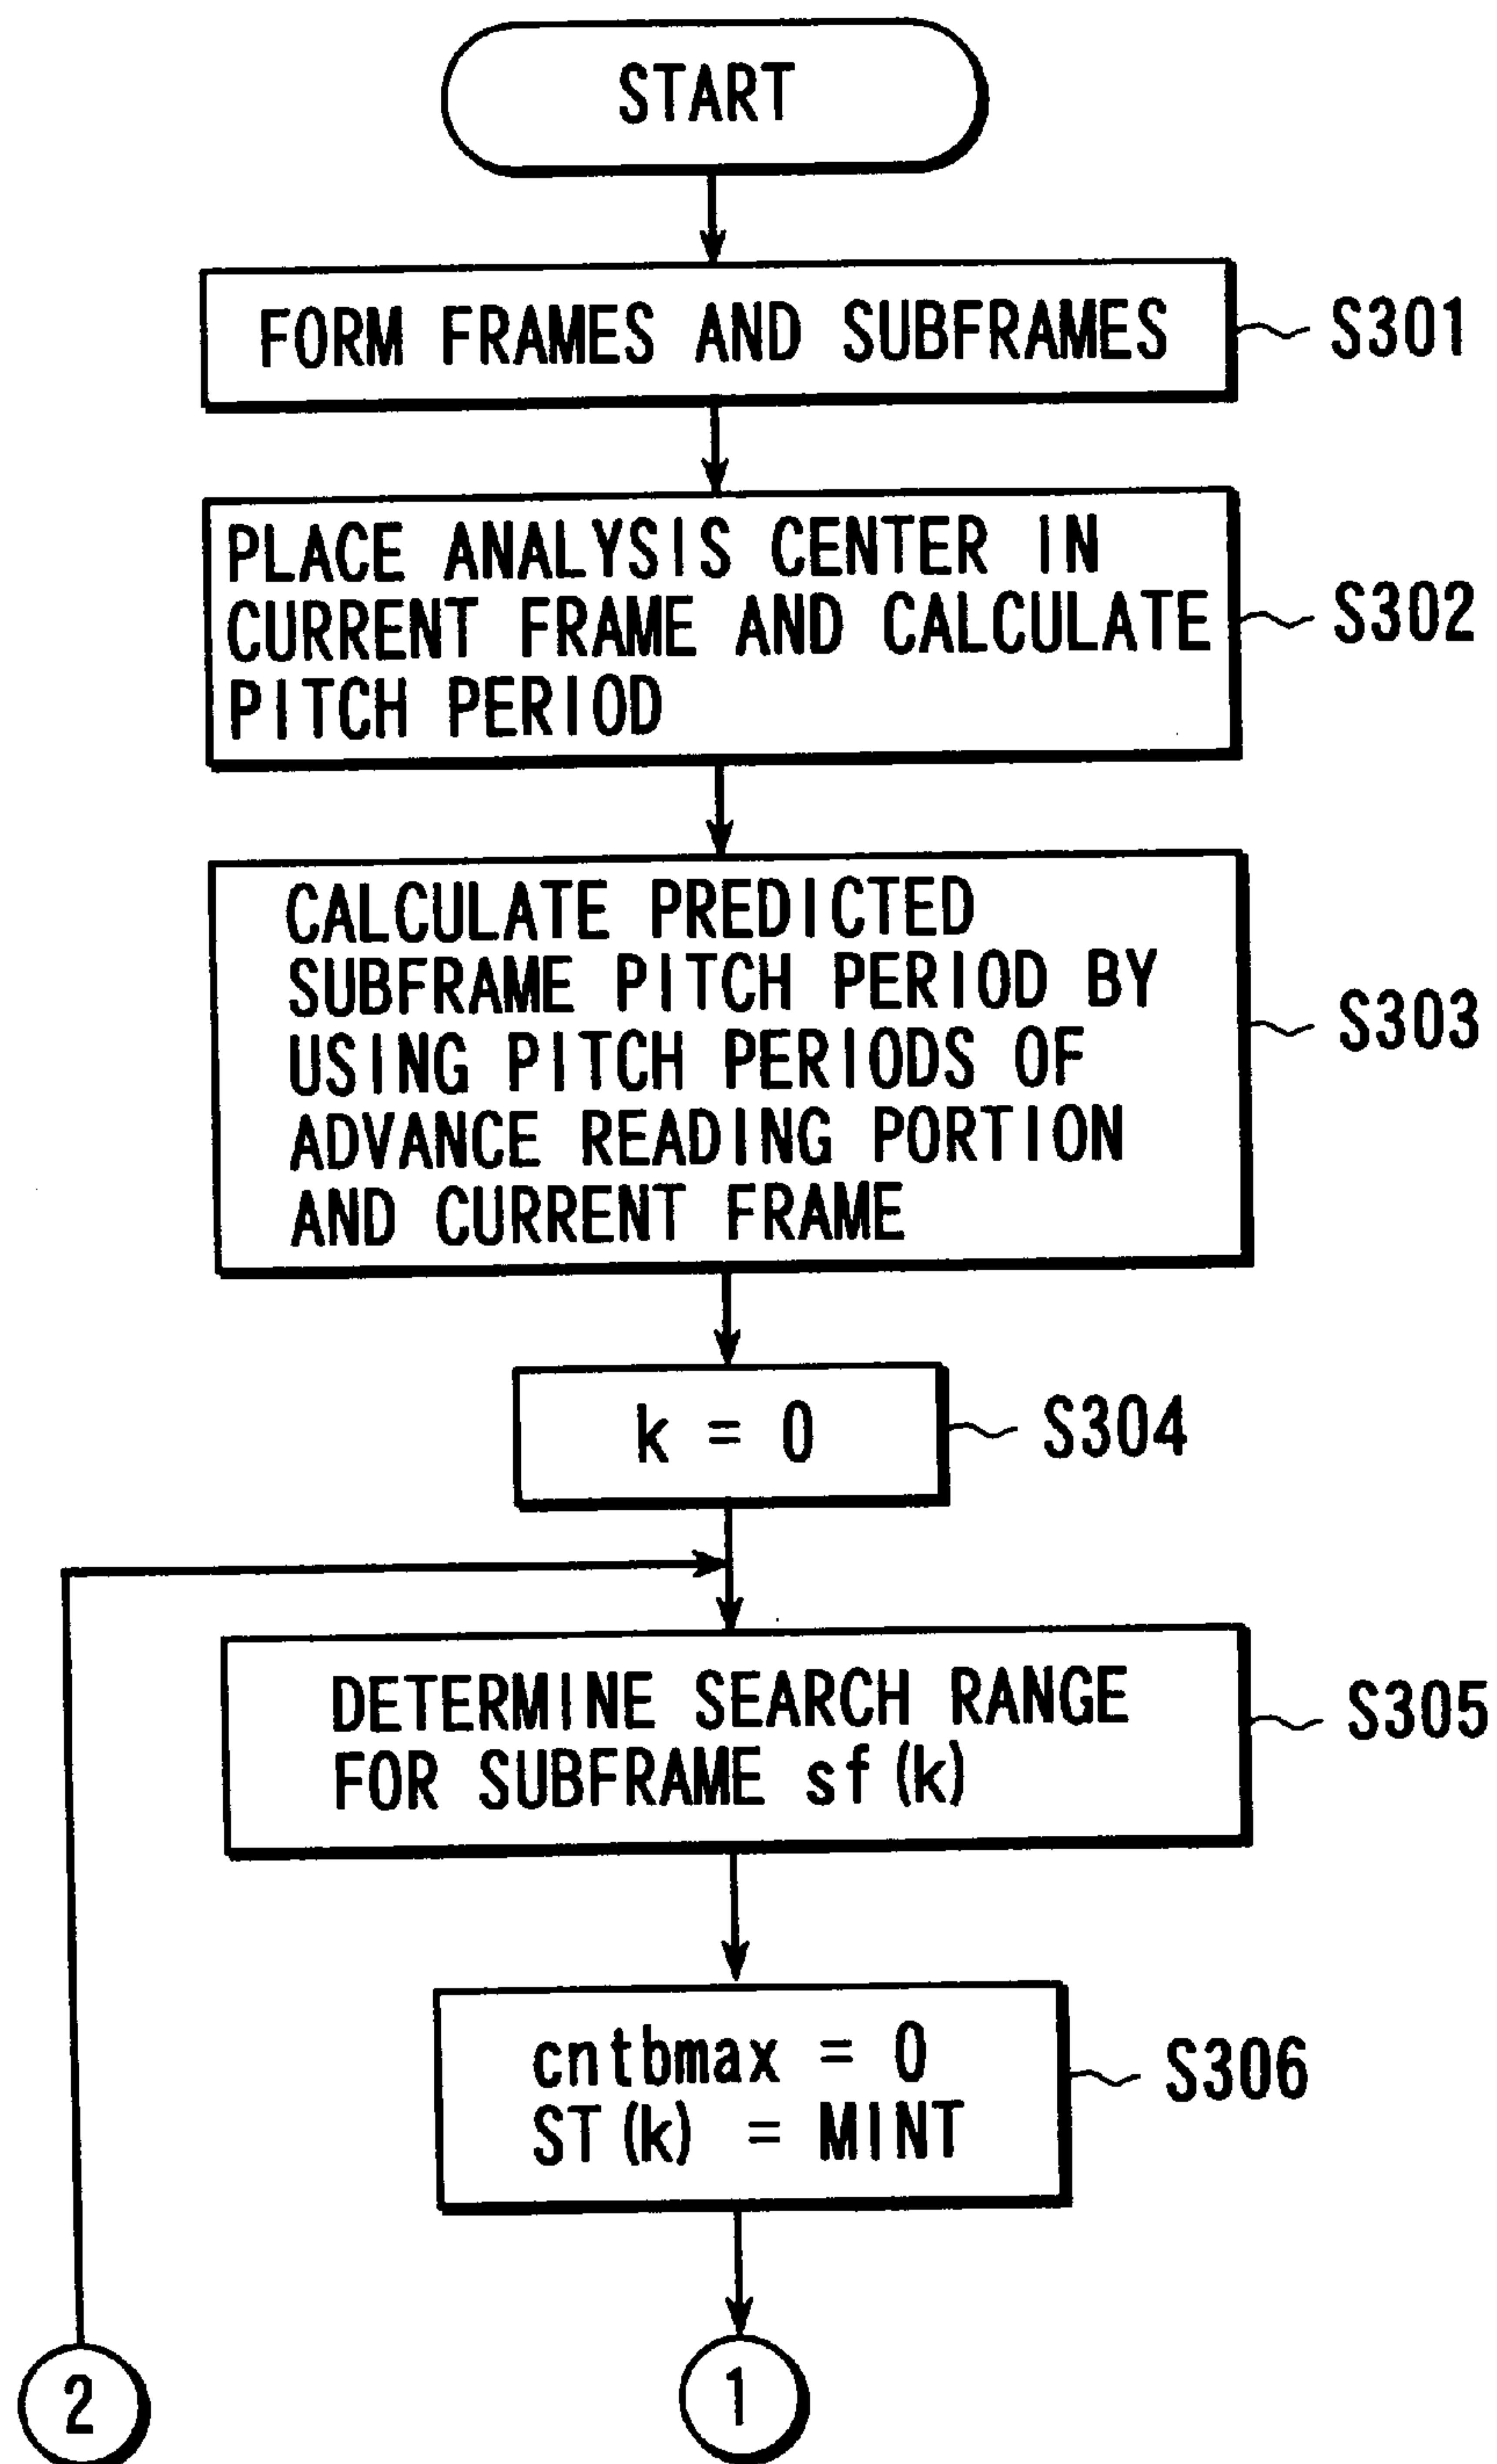 START
FORM FRAMES AND SUBFRAMES
S301
PLACE ANALYSIS CENTER IN
CURRENT FRAME AND CALCULATE
PITCH PERIOD
S302
CALCULATE PREDICTED
SUBFRAME PITCH PERIOD BY
USING PITCH PERIODS OF
ADVANCE READING PORTION
AND CURRENT FRAME
S303
k = 0
S304
DETERMINE SEARCH RANGE
FOR SUBFRAME sf(k)
S305
cntbmax = 0
ST(k) = MINT
S306
2
1